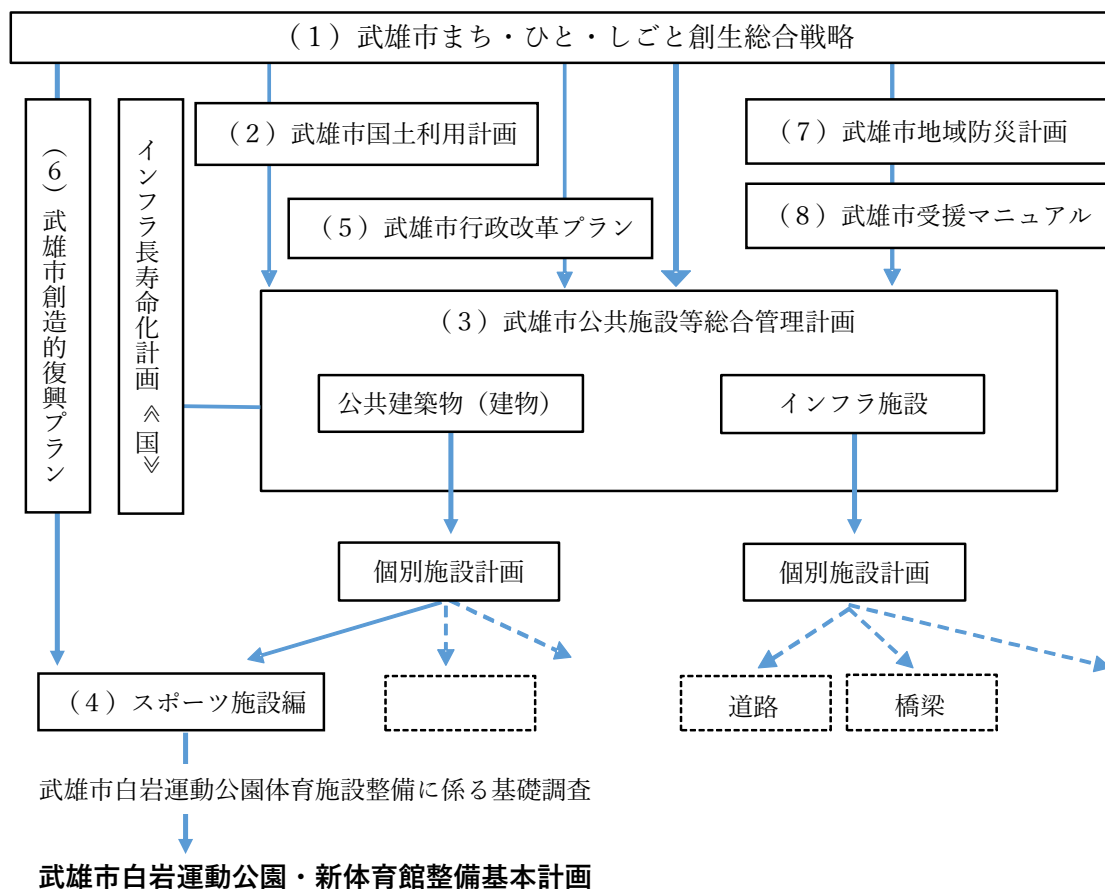 （１）武雄市まち・ひと・しごと創生総合戦略
（６）武雄市創造的復興プラン
インフラ長寿命化計画《国》
（２）武雄市国土利用計画
（７）武雄市地域防災計画
（５）武雄市行政改革プラン
（８）武雄市受援マニュアル
（３）武雄市公共施設等総合管理計画
公共建築物（建物）
インフラ施設
個別施設計画
個別施設計画
（４）スポーツ施設編
道路
橋梁
武雄市白岩運動公園体育施設整備に係る基礎調査
武雄市白岩運動公園・新体育館整備基本計画